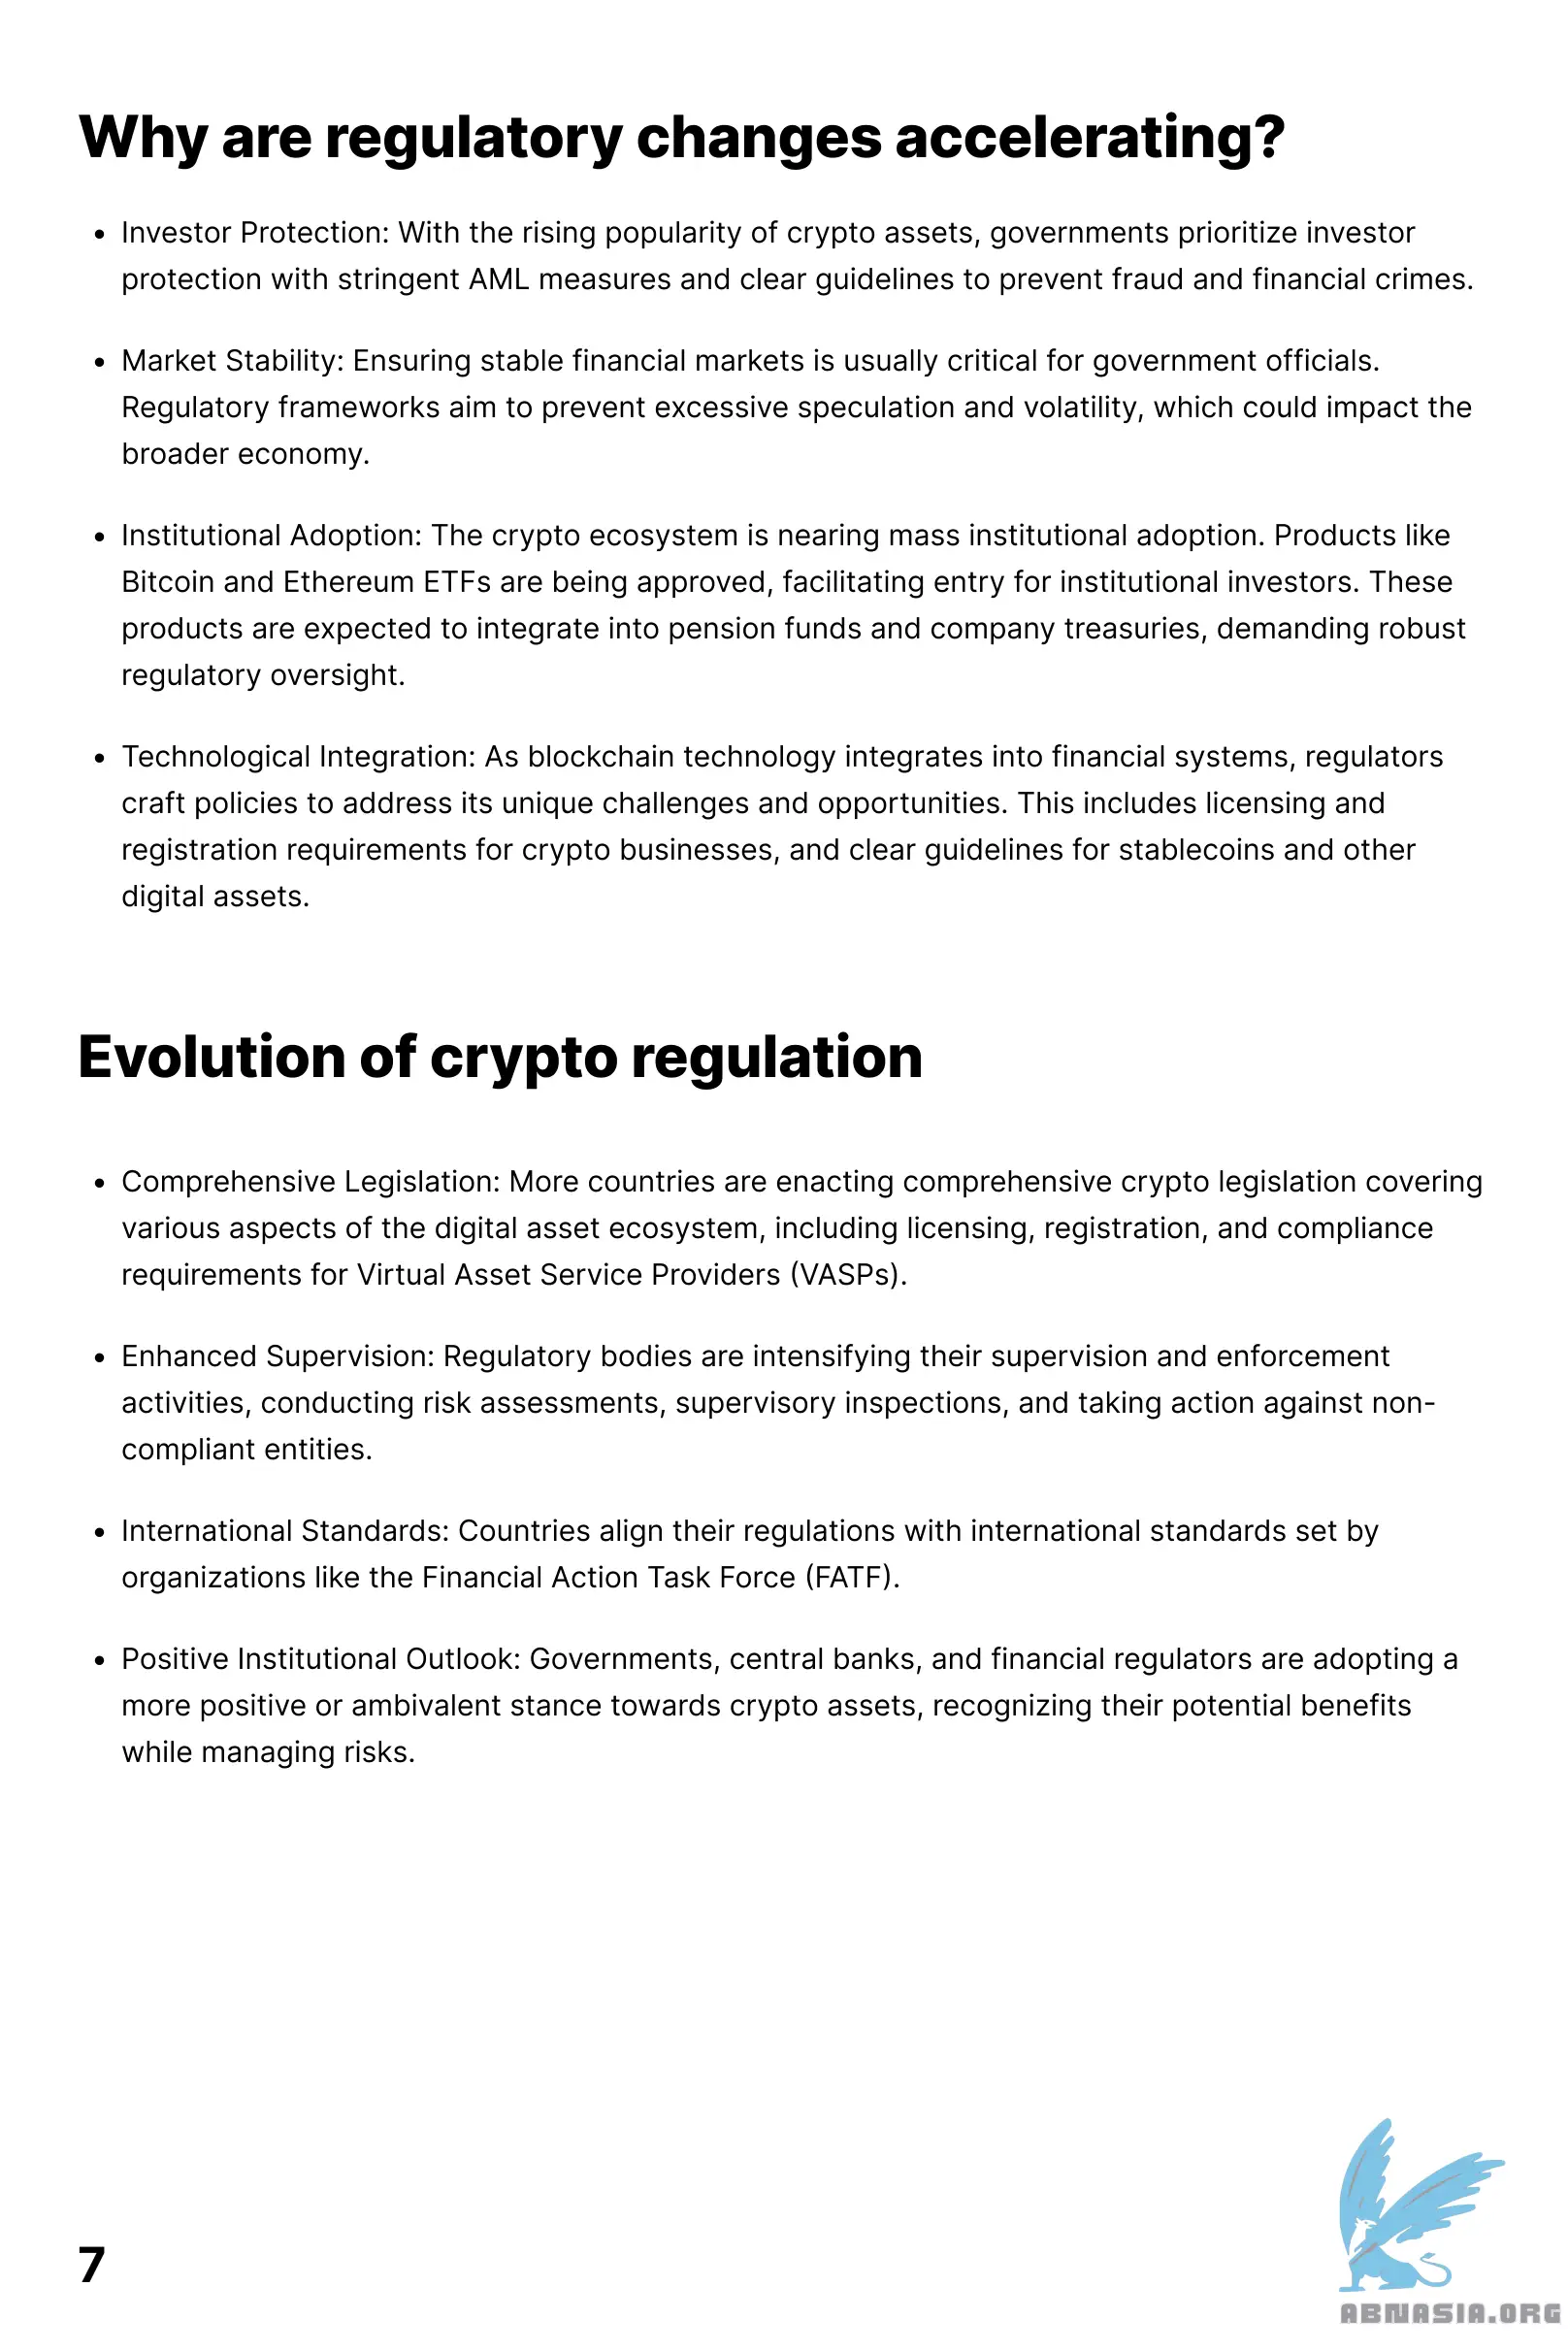 Why are regulatory changes accelerating?
• Investor Protection: With the rising popularity of crypto assets, governments prioritize investor
protection with stringent AML measures and clear guidelines to prevent fraud and financial crimes.
• Market Stability: Ensuring stable financial markets is usually critical for government officials.
Regulatory frameworks aim to prevent excessive speculation and volatility, which could impact the
broader economy.
• Institutional Adoption: The crypto ecosystem is nearing mass institutional adoption. Products like
Bitcoin and Ethereum ETFs are being approved, facilitating entry for institutional investors. These
products are expected to integrate into pension funds and company treasuries, demanding robust
regulatory oversight.
• Technological Integration: As blockchain technology integrates into financial systems, regulators
craft policies to address its unique challenges and opportunities. This includes licensing and
registration requirements for crypto businesses, and clear guidelines for stablecoins and other
digital assets.
Evolution of crypto regulation
• Comprehensive Legislation: More countries are enacting comprehensive crypto legislation covering
various aspects of the digital asset ecosystem, including licensing, registration, and compliance
requirements for Virtual Asset Service Providers (VASPs).
• Enhanced Supervision: Regulatory bodies are intensifying their supervision and enforcement
activities, conducting risk assessments, supervisory inspections, and taking action against non-
compliant entities.
• International Standards: Countries align their regulations with international standards set by
organizations like the Financial Action Task Force (FATF).
• Positive Institutional Outlook: Governments, central banks, and financial regulators are adopting a
more positive or ambivalent stance towards crypto assets, recognizing their potential benefits
while managing risks.
7
ABNASIA.ORG